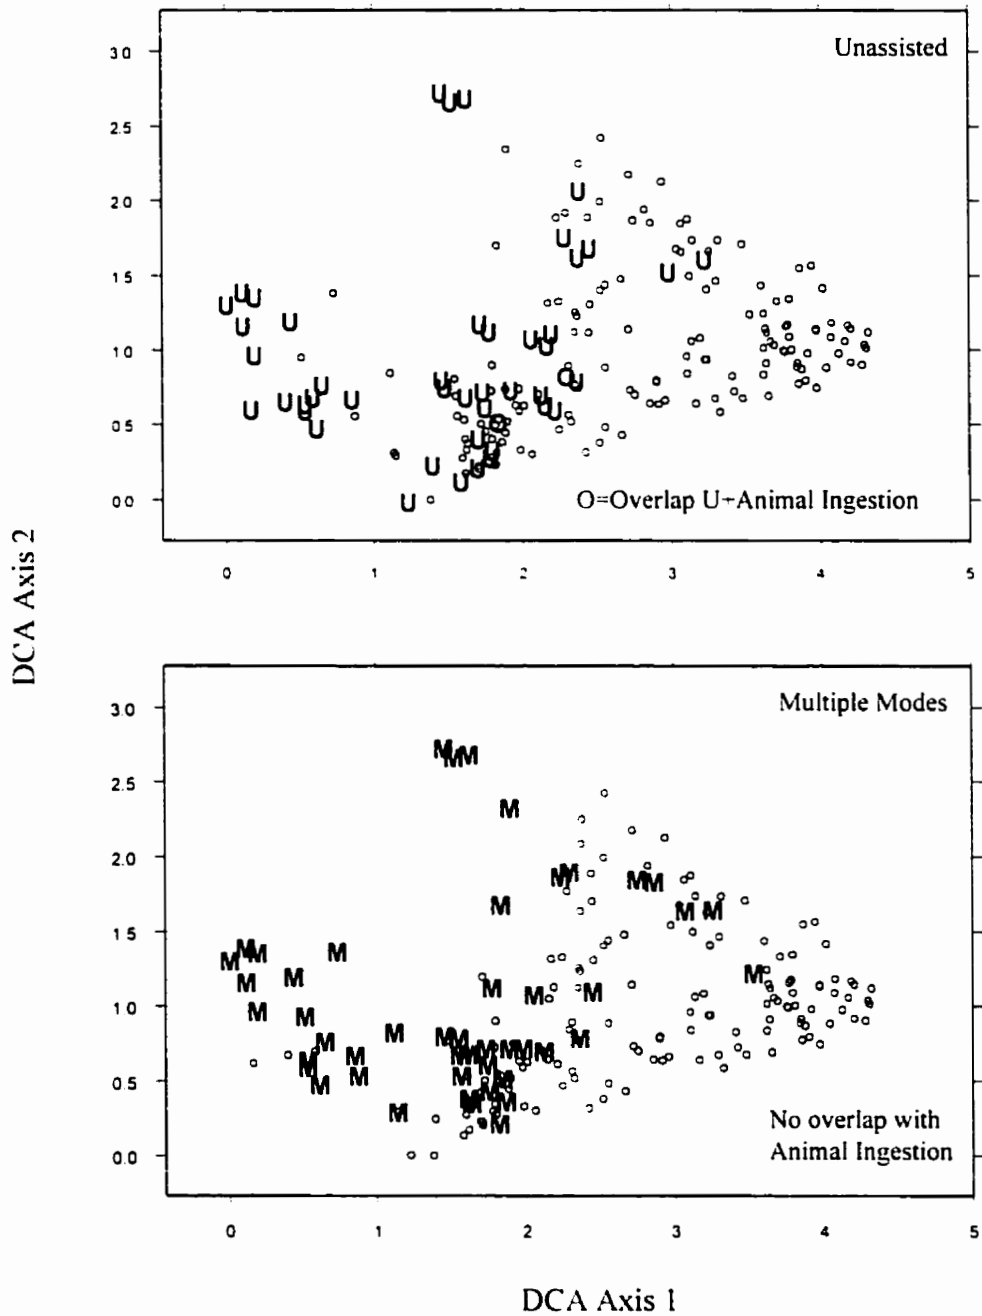 Unassisted
3.0
2.5
2.0
1.5
1.0
0.5
0.0
O=Overlap U+Animal Ingestion
0 1 2 3 4 5
DCA Axis 2
Multiple Modes
3.0
2.5
2.0
1.5
1.0
0.5
0.0
No overlap with
Animal Ingestion
0 1 2 3 4 5
DCA Axis 1